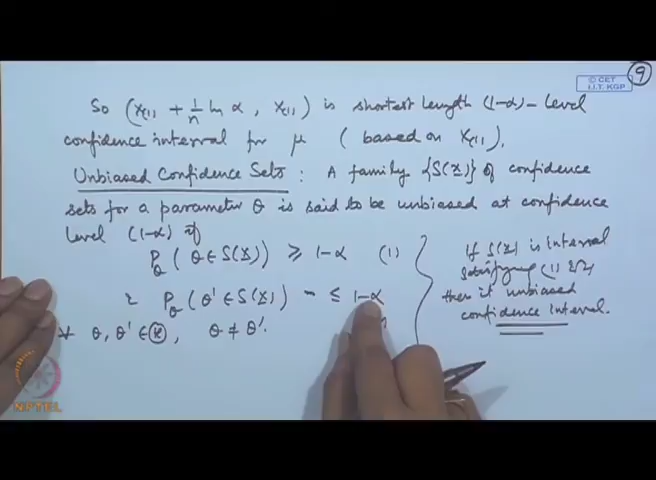 9
© CET
I.I.T. KGP
So (X(1) + 1/n ln α, X(1)) is shortest length (1-α)-level
confidence interval for μ (based on X(1)).
Unbiased Confidence Sets : A family {S(X)} of confidence
sets for a parameter θ is said to be unbiased at confidence
level (1-α) if
Pθ (θ ∈ S(X)) ≥ 1-α (1)
& Pθ (θ' ∈ S(X)) - ≤ 1-α
∀ θ, θ' ∈ Ⓗ, θ ≠ θ'.
If S(X) is interval
satisfying (1) & 2,
then it unbiased
confidence interval.
NPTEL